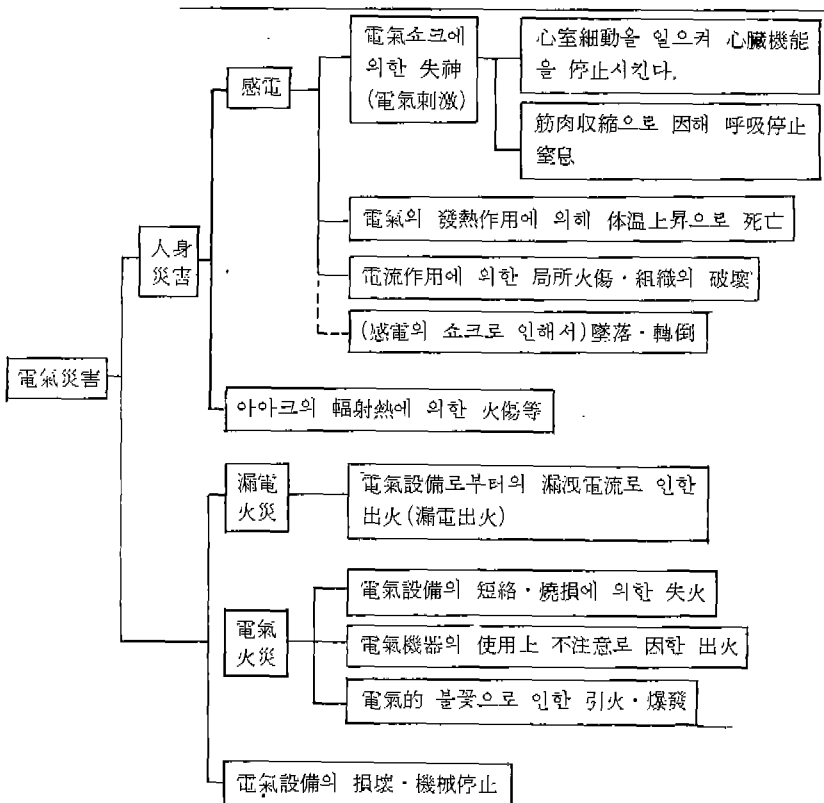 電氣災害
人身
災害
感電
電氣쇼크에
의한 失神
(電氣刺激)
心室細動을 일으켜 心臟機能
을 停止시킨다.
筋肉収縮으로 因해 呼吸停止
窒息
電氣의 發熱作用에 의해 体温上昇으로 死亡
電流作用에 의한 局所火傷·組織의 破壞
(感電의 쇼크로 인해서)墜落·轉倒
아아크의 輻射熱에 의한 火傷等
漏電
火災
電氣設備로부터의 漏洩電流로 인한
出火(漏電出火)
電氣
火災
電氣設備의 短絡·燒損에 의한 失火
電氣機器의 使用上 不注意로 因한 出火
電氣的 불꽃으로 인한 引火·爆發
電氣設備의 損壞·機械停止